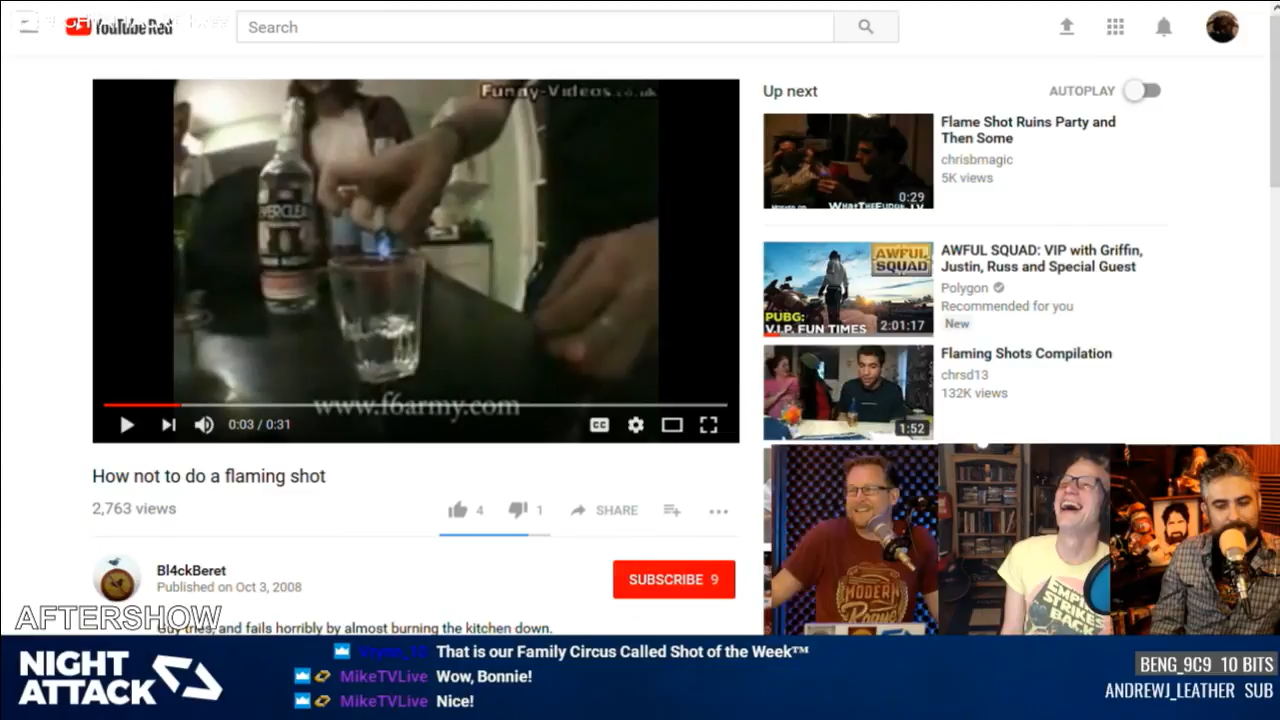 YouTube Red
Search
Funny-Videos.co.uk
www.f6army.com
0:03 / 0:31
CC
How not to do a flaming shot
2,763 views
4
1
SHARE
Bl4ckBeret
Published on Oct 3, 2008
SUBSCRIBE 9
Guy tries, and fails horribly by almost burning the kitchen down.
Up next
AUTOPLAY
Flame Shot Ruins Party and
Then Some
chrisbmagic
5K views
0:29
AWFUL SQUAD: VIP with Griffin,
Justin, Russ and Special Guest
Polygon
Recommended for you
New
AWFUL
SQUAD
PUBG:
V.I.P. FUN TIMES
2:01:17
Flaming Shots Compilation
chrsd13
132K views
1:52
MODERN
Rogue
EMPIRE
STRIKES
BACK
AFTERSHOW
NIGHT
ATTACK
That is our Family Circus Called Shot of the Week™
MikeTVLive Wow, Bonnie!
MikeTVLive Nice!
BENG_9C9 10 BITS
ANDREWJ_LEATHER SUB